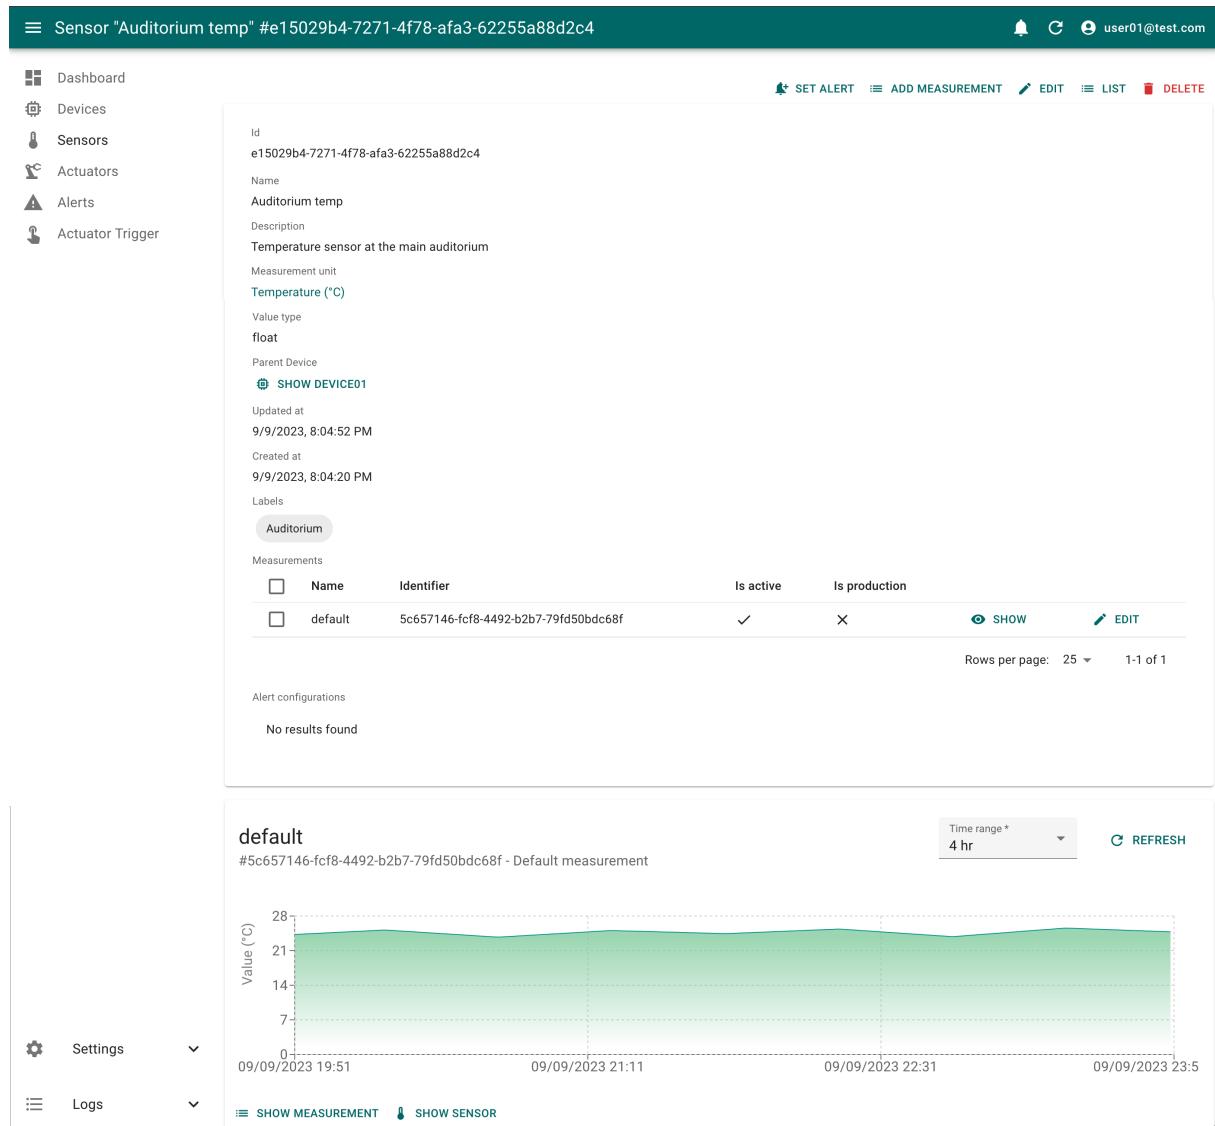 Sensor "Auditorium temp" #e15029b4-7271-4f78-afa3-62255a88d2c4
user01@test.com
Dashboard
Devices
Sensors
Actuators
Alerts
Actuator Trigger
SET ALERT ADD MEASUREMENT EDIT LIST DELETE
Id
e15029b4-7271-4f78-afa3-62255a88d2c4
Name
Auditorium temp
Description
Temperature sensor at the main auditorium
Measurement unit
Temperature (°C)
Value type
float
Parent Device
SHOW DEVICE01
Updated at
9/9/2023, 8:04:52 PM
Created at
9/9/2023, 8:04:20 PM
Labels
Auditorium
Measurements
Name Identifier Is active Is production
default 5c657146-fcf8-4492-b2b7-79fd50bdc68f SHOW EDIT
Rows per page: 25 1-1 of 1
Alert configurations
No results found
default
#5c657146-fcf8-4492-b2b7-79fd50bdc68f - Default measurement
Time range *
4 hr
REFRESH
Value (°C)
28
21
14
7
0
09/09/2023 19:51 09/09/2023 21:11 09/09/2023 22:31 09/09/2023 23:5
SHOW MEASUREMENT SHOW SENSOR
Settings
Logs